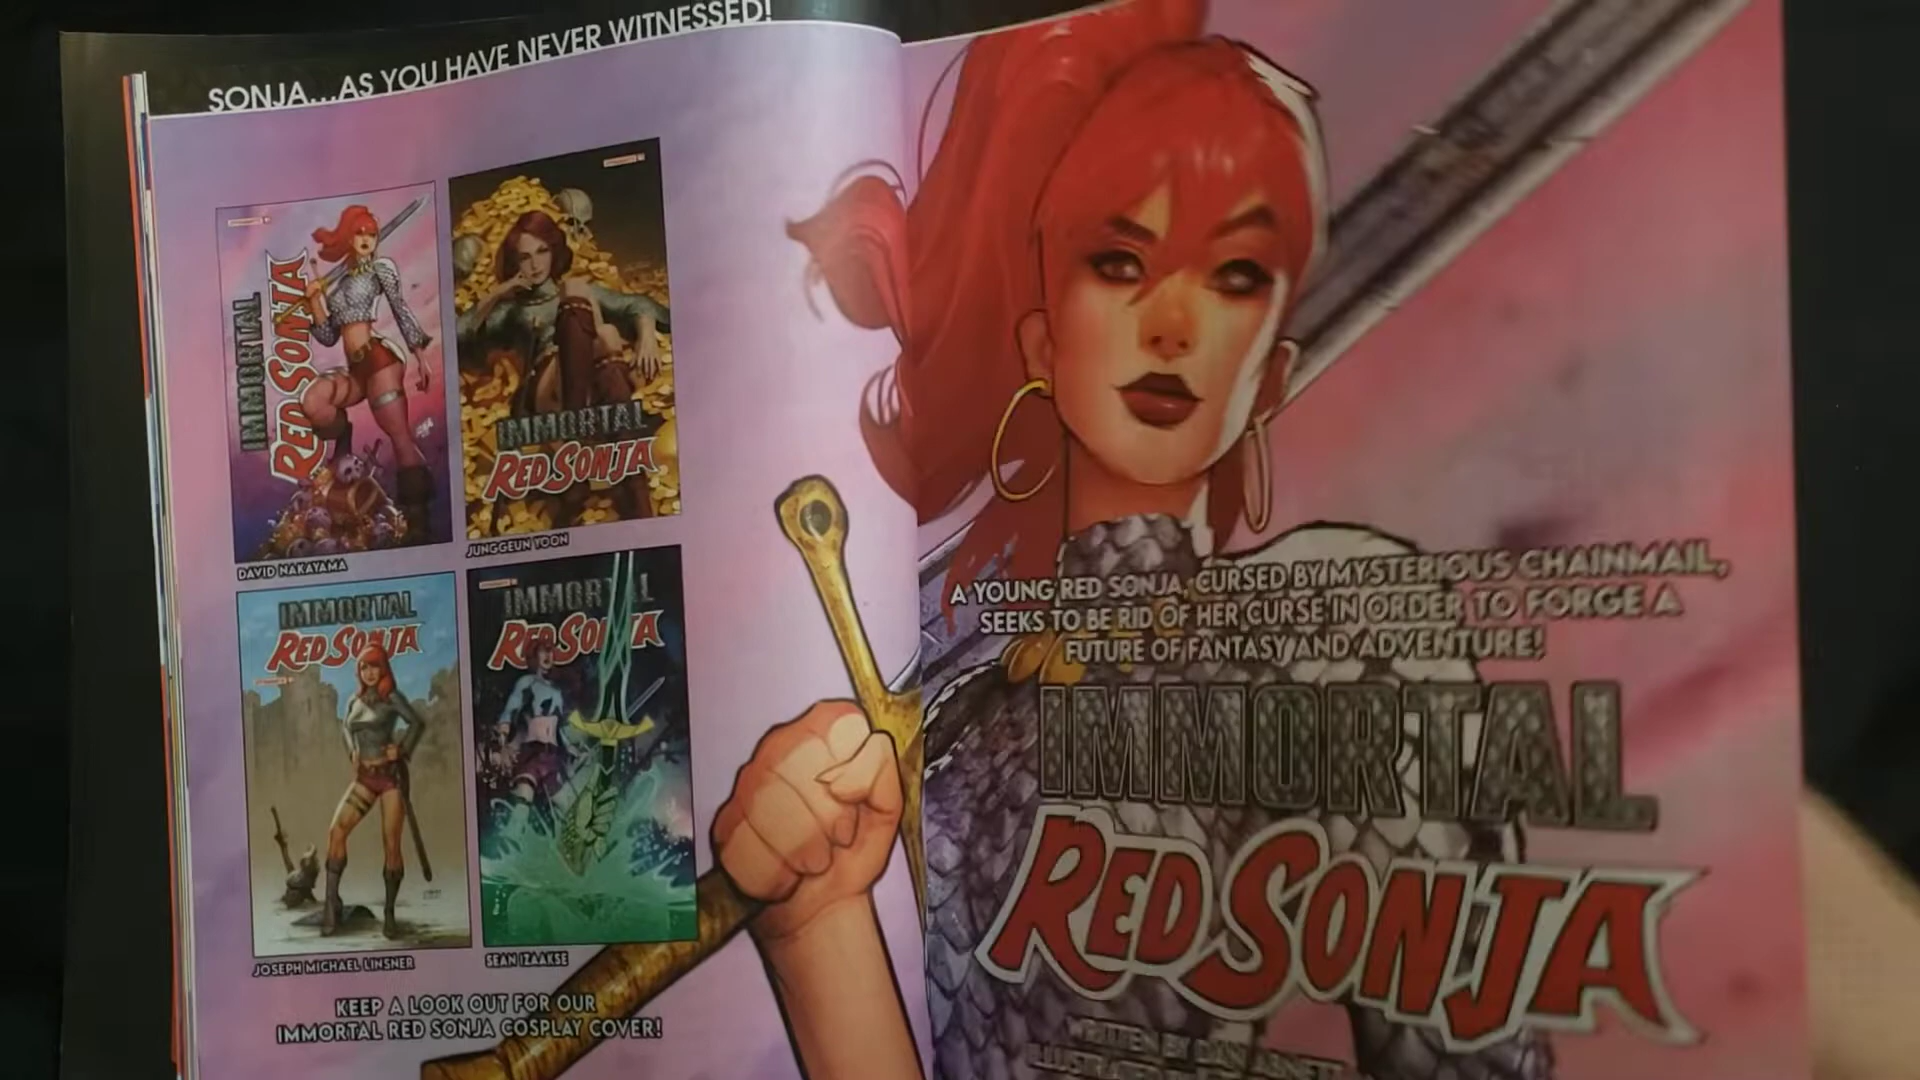 SONJA...AS YOU HAVE NEVER WITNESSED!
IMMORTAL
RED SONJA
DAVID NAKAYAMA
IMMORTAL
RED SONJA
JUNGGEUN YOON
IMMORTAL
RED SONJA
JOSEPH MICHAEL LINSNER
IMMORTAL
RED SONJA
SEAN IZAAKSE
KEEP A LOOK OUT FOR OUR
IMMORTAL RED SONJA COSPLAY COVER!
A YOUNG RED SONJA, CURSED BY MYSTERIOUS CHAINMAIL,
SEEKS TO BE RID OF HER CURSE IN ORDER TO FORGE A
FUTURE OF FANTASY AND ADVENTURE!
IMMORTAL
RED SONJA
WRITTEN BY DAN ABNETT